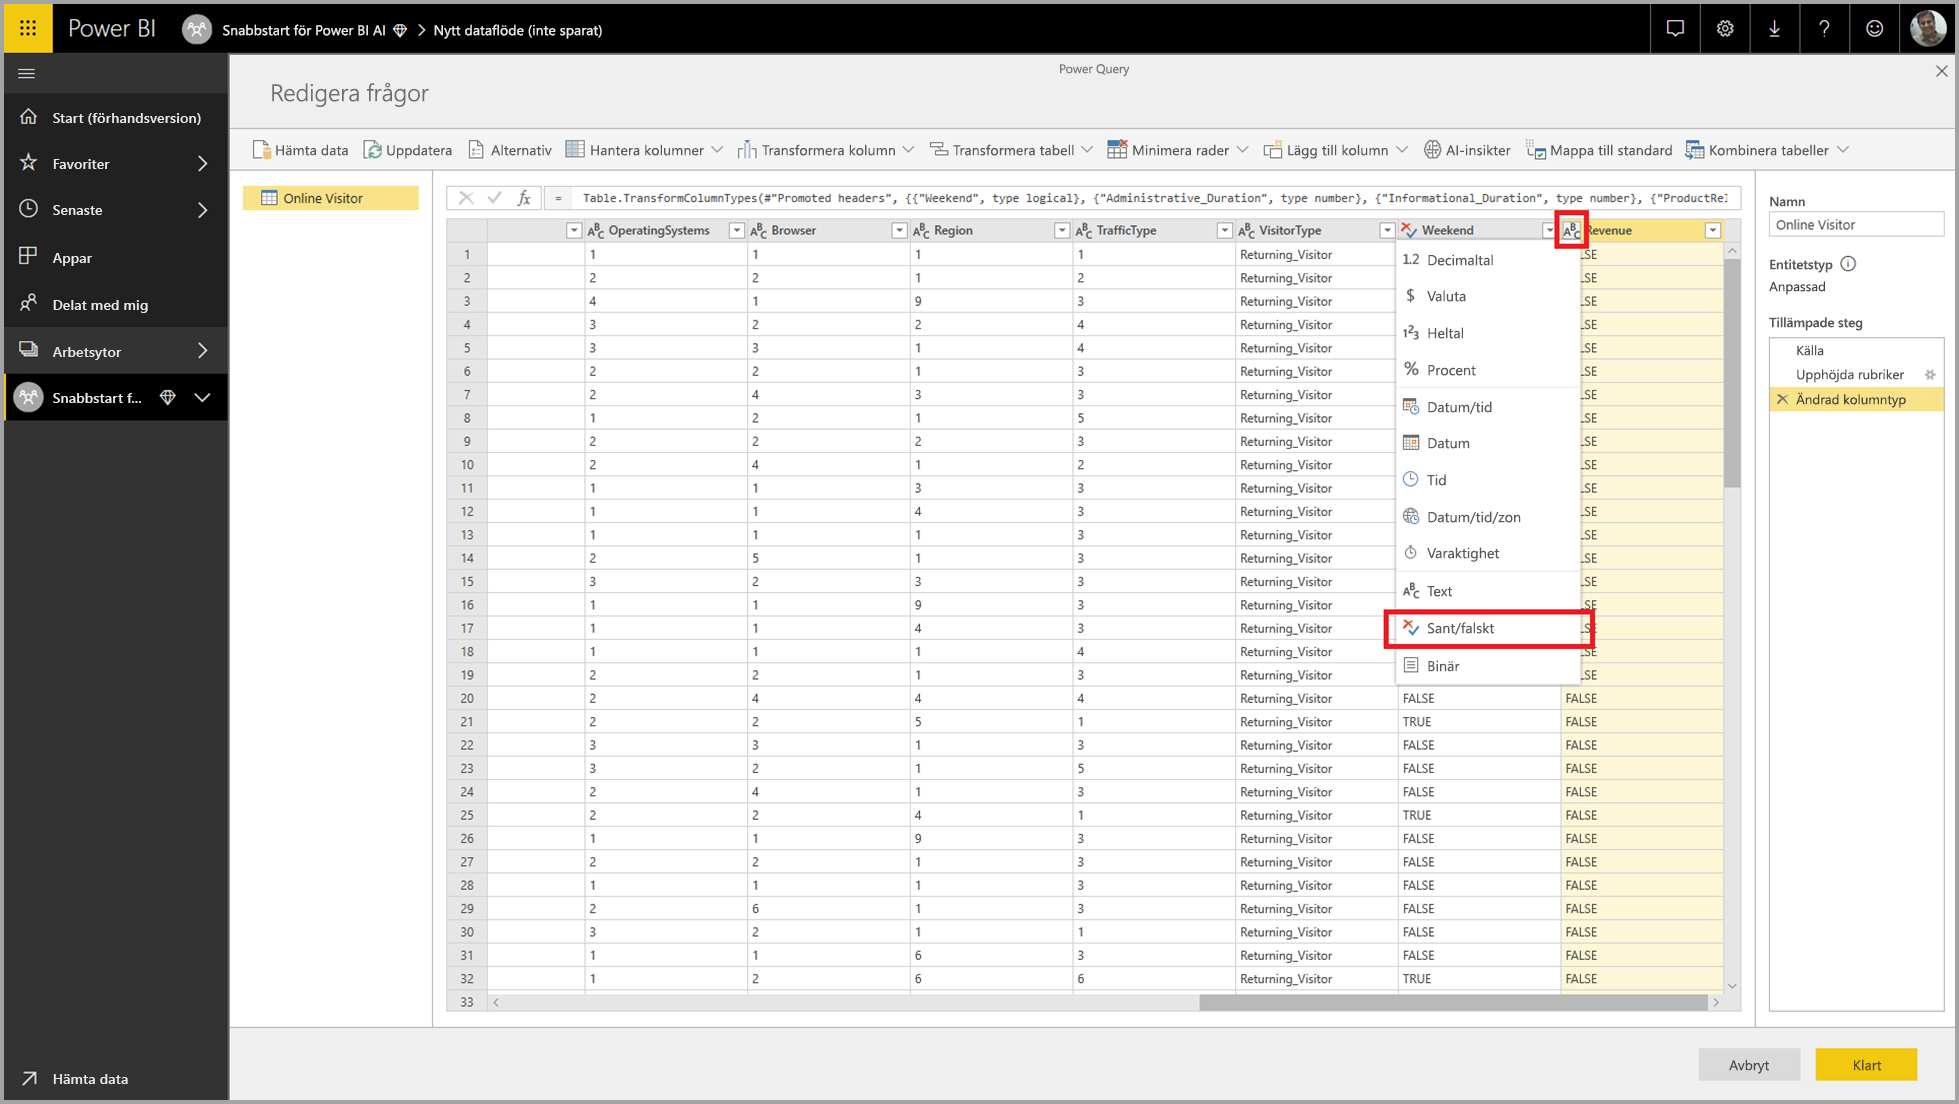 Power BI Snabbstart för Power BI AI > Nytt dataflöde (inte sparat)
Power Query
Redigera frågor
Start (förhandsversion)
Favoriter
Senaste
Appar
Delat med mig
Arbetsytor
Snabbstart f...
Hämta data
Hämta data Uppdatera Alternativ Hantera kolumner Transformera kolumn Transformera tabell Minimera rader Lägg till kolumn AI-insikter Mappa till standard Kombinera tabeller
Online Visitor
fx = Table.TransformColumnTypes(#"Promoted headers", {{"Weekend", type logical}, {"Administrative_Duration", type number}, {"Informational_Duration", type number}, {"ProductRel
OperatingSystems Browser Region TrafficType VisitorType Weekend Revenue
1 1 1 1 1 Returning_Visitor LSE
2 2 2 1 2 Returning_Visitor LSE
3 4 1 9 3 Returning_Visitor LSE
4 3 2 2 4 Returning_Visitor LSE
5 3 3 1 4 Returning_Visitor LSE
6 2 2 1 3 Returning_Visitor LSE
7 2 4 3 3 Returning_Visitor LSE
8 1 2 1 5 Returning_Visitor LSE
9 2 2 2 3 Returning_Visitor LSE
10 2 4 1 2 Returning_Visitor LSE
11 1 1 3 3 Returning_Visitor LSE
12 1 1 4 3 Returning_Visitor LSE
13 1 1 1 3 Returning_Visitor LSE
14 2 5 1 3 Returning_Visitor LSE
15 3 2 3 3 Returning_Visitor LSE
16 1 1 9 3 Returning_Visitor LSE
17 1 1 4 3 Returning_Visitor LSE
18 1 1 1 4 Returning_Visitor LSE
19 2 2 1 3 Returning_Visitor LSE
20 2 4 4 4 Returning_Visitor FALSE FALSE
21 2 2 5 1 Returning_Visitor TRUE FALSE
22 3 3 1 3 Returning_Visitor FALSE FALSE
23 3 2 1 5 Returning_Visitor FALSE FALSE
24 2 4 1 3 Returning_Visitor FALSE FALSE
25 2 2 4 1 Returning_Visitor TRUE FALSE
26 1 1 9 3 Returning_Visitor FALSE FALSE
27 2 2 1 3 Returning_Visitor FALSE FALSE
28 1 1 1 3 Returning_Visitor FALSE FALSE
29 2 6 1 3 Returning_Visitor FALSE FALSE
30 3 2 1 1 Returning_Visitor FALSE FALSE
31 1 1 6 3 Returning_Visitor FALSE FALSE
32 1 2 6 6 Returning_Visitor TRUE FALSE
33
1.2 Decimaltal
$ Valuta
123 Heltal
% Procent
Datum/tid
Datum
Tid
Datum/tid/zon
Varaktighet
ABC Text
Sant/falskt
Binär
Namn
Online Visitor
Entitetstyp
Anpassad
Tillämpade steg
Källa
Upphöjda rubriker
Ändrad kolumntyp
Avbryt Klart